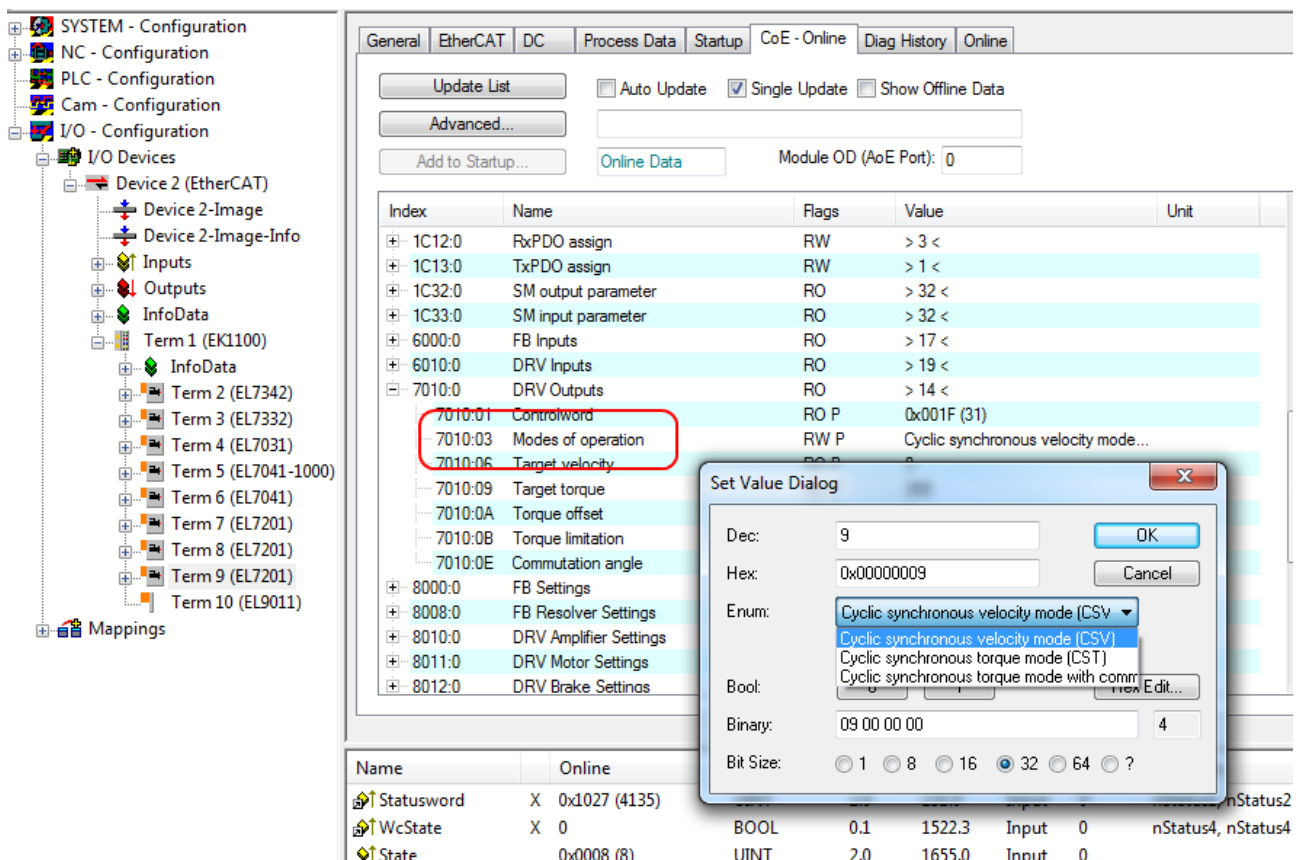 SYSTEM - Configuration
NC - Configuration
PLC - Configuration
Cam - Configuration
I/O - Configuration
I/O Devices
Device 2 (EtherCAT)
Device 2-Image
Device 2-Image-Info
Inputs
Outputs
InfoData
Term 1 (EK1100)
InfoData
Term 2 (EL7342)
Term 3 (EL7332)
Term 4 (EL7031)
Term 5 (EL7041-1000)
Term 6 (EL7041)
Term 7 (EL7201)
Term 8 (EL7201)
Term 9 (EL7201)
Term 10 (EL9011)
Mappings
General EtherCAT DC Process Data Startup CoE - Online Diag History Online
Update List Auto Update Single Update Show Offline Data
Advanced...
Add to Startup... Online Data Module OD (AoE Port): 0
Index Name Flags Value Unit
1C12:0 RxPDO assign RW > 3 <
1C13:0 TxPDO assign RW > 1 <
1C32:0 SM output parameter RO > 32 <
1C33:0 SM input parameter RO > 32 <
6000:0 FB Inputs RO > 17 <
6010:0 DRV Inputs RO > 19 <
7010:0 DRV Outputs RO > 14 <
7010:01 Controlword RO P 0x001F (31)
7010:03 Modes of operation RW P Cyclic synchronous velocity mode...
7010:06 Target velocity RO P
7010:09 Target torque
7010:0A Torque offset
7010:0B Torque limitation
7010:0E Commutation angle
8000:0 FB Settings
8008:0 FB Resolver Settings
8010:0 DRV Amplifier Settings
8011:0 DRV Motor Settings
8012:0 DRV Brake Settings
Set Value Dialog
Dec: 9 OK
Hex: 0x00000009 Cancel
Enum: Cyclic synchronous velocity mode (CSV
Cyclic synchronous velocity mode (CSV)
Cyclic synchronous torque mode (CST)
Cyclic synchronous torque mode with comm
Bool: 0 1 Hex Edit...
Binary: 09 00 00 00 4
Bit Size: 1 8 16 32 64 ?
Name Online
Statusword X 0x1027 (4135) nStatus2
WcState X 0 BOOL 0.1 1522.3 Input 0 nStatus4, nStatus4
State 0x0008 (8) UINT 2.0 1655.0 Input 0